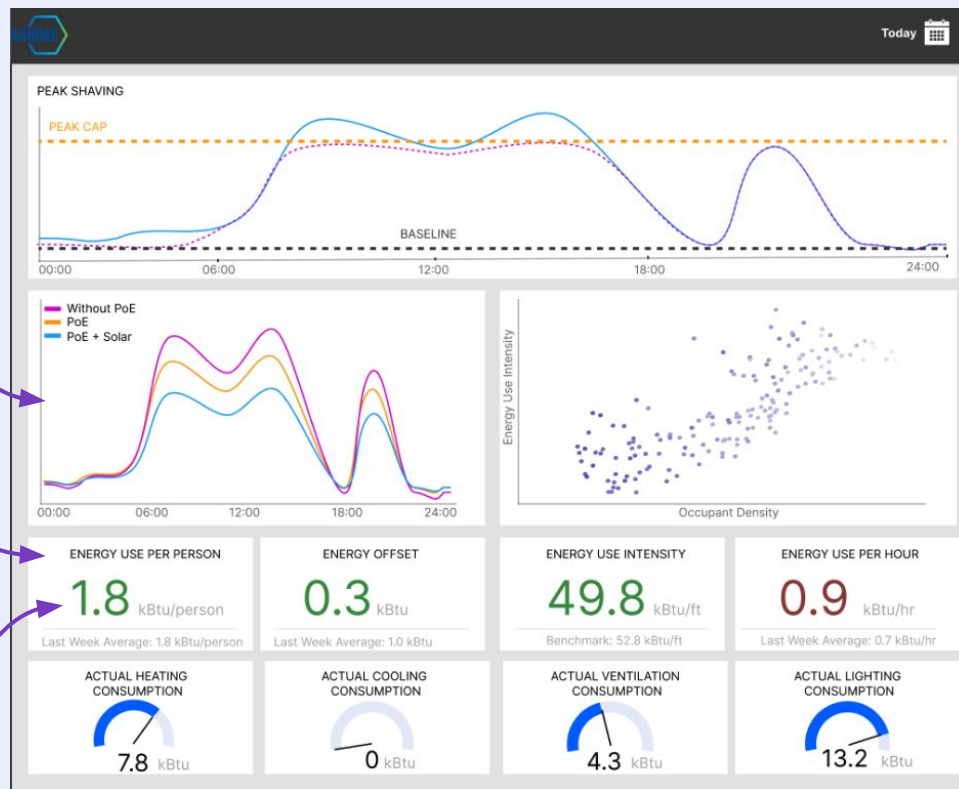 ASHRAE
Today
PEAK SHAVING
PEAK CAP
BASELINE
00:00 06:00 12:00 18:00 24:00
Without PoE
PoE
PoE + Solar
00:00 06:00 12:00 18:00 24:00
Energy Use Intensity
Occupant Density
ENERGY USE PER PERSON
1.8 kBtu/person
Last Week Average: 1.8 kBtu/person
ENERGY OFFSET
0.3 kBtu
Last Week Average: 1.0 kBtu
ENERGY USE INTENSITY
49.8 kBtu/ft
Benchmark: 52.8 kBtu/ft
ENERGY USE PER HOUR
0.9 kBtu/hr
Last Week Average: 0.7 kBtu/hr
ACTUAL HEATING
CONSUMPTION
7.8 kBtu
ACTUAL COOLING
CONSUMPTION
0 kBtu
ACTUAL VENTILATION
CONSUMPTION
4.3 kBtu
ACTUAL LIGHTING
CONSUMPTION
13.2 kBtu